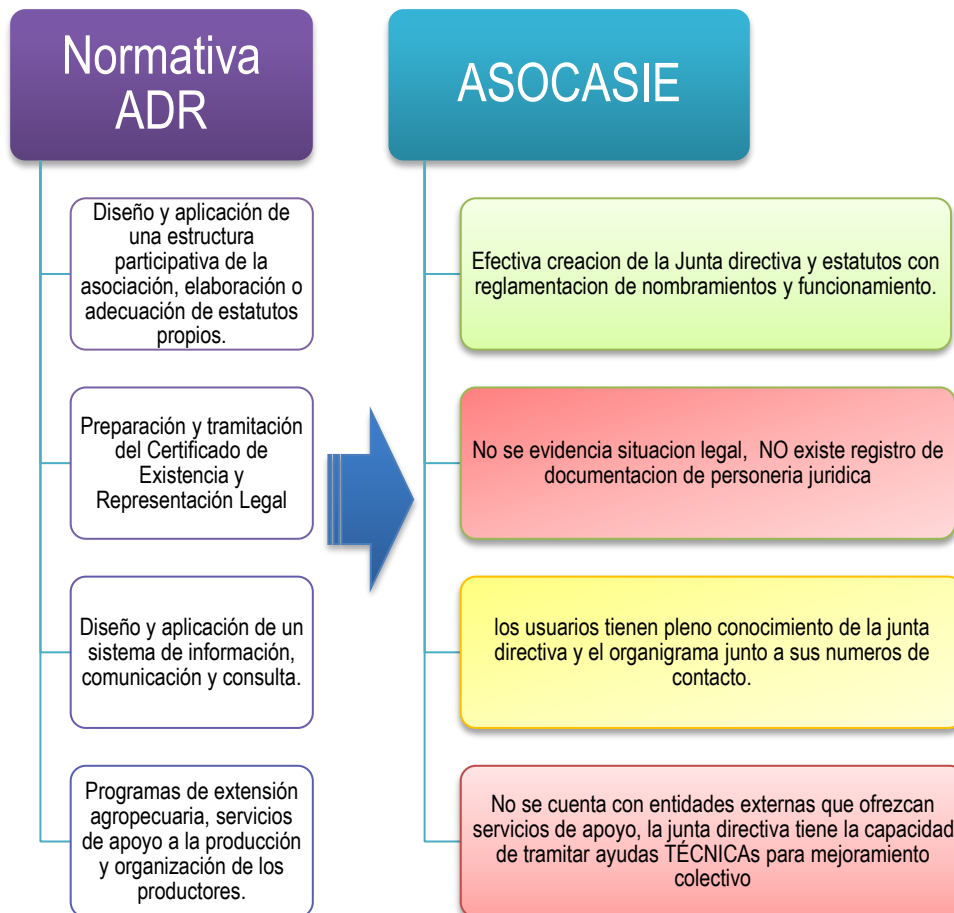 Normativa
ADR
Diseño y aplicación de
una estructura
participativa de la
asociación, elaboración o
adecuación de estatutos
propios.
Preparación y tramitación
del Certificado de
Existencia y
Representación Legal
Diseño y aplicación de un
sistema de información,
comunicación y consulta.
Programas de extensión
agropecuaria, servicios
de apoyo a la producción
y organización de los
productores.
ASOCASIE
Efectiva creacion de la Junta directiva y estatutos con
reglamentacion de nombramientos y funcionamiento.
No se evidencia situacion legal, NO existe registro de
documentacion de personeria juridica
los usuarios tienen pleno conocimiento de la junta
directiva y el organigrama junto a sus numeros de
contacto.
No se cuenta con entidades externas que ofrezcan
servicios de apoyo, la junta directiva tiene la capacidad
de tramitar ayudas TÉCNICAs para mejoramiento
colectivo